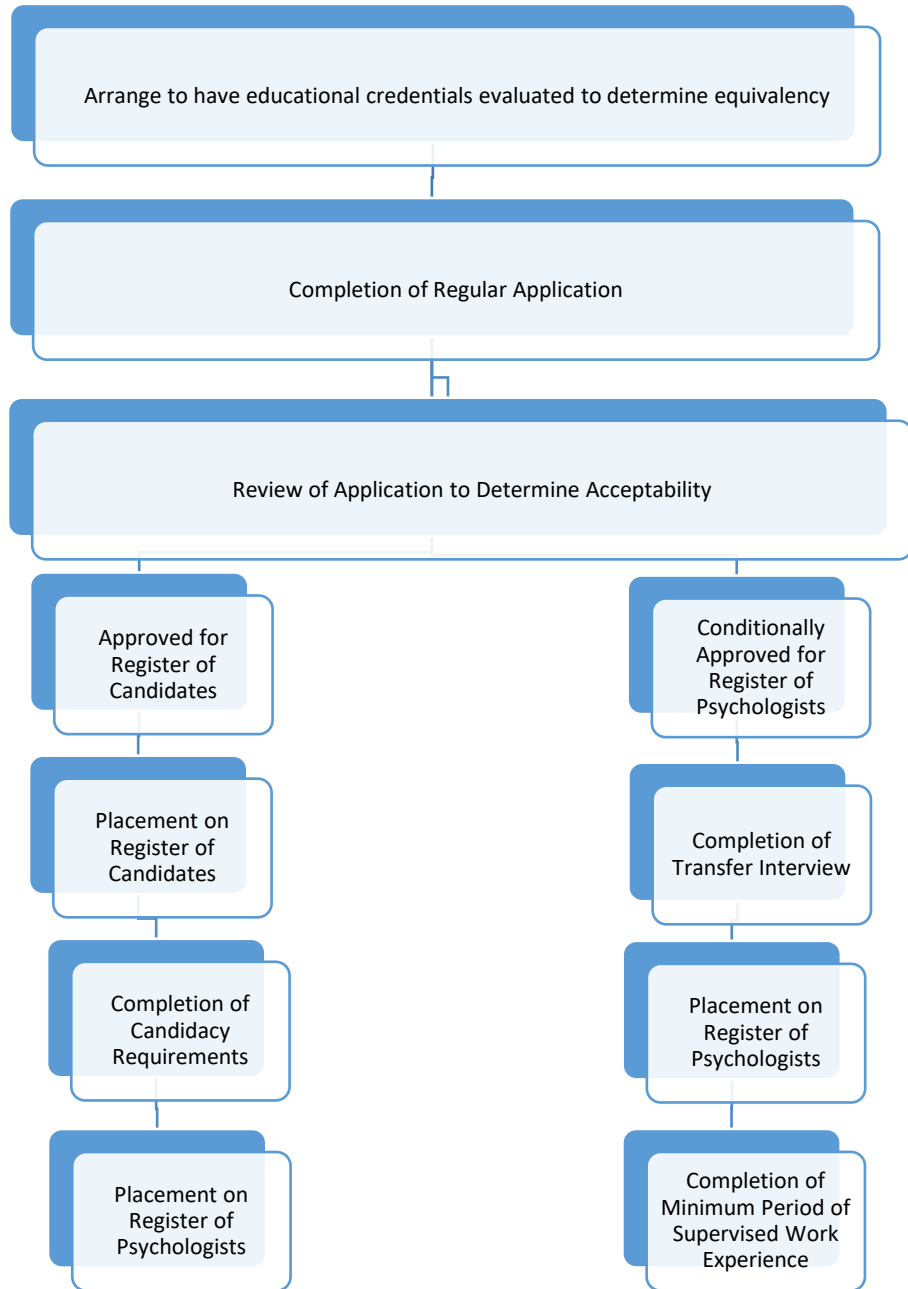 Arrange to have educational credentials evaluated to determine equivalency
Completion of Regular Application
Review of Application to Determine Acceptability
Approved for
Register of
Candidates
Placement on
Register of
Candidates
Completion of
Candidacy
Requirements
Placement on
Register of
Psychologists
Conditionally
Approved for
Register of
Psychologists
Completion of
Transfer Interview
Placement on
Register of
Psychologists
Completion of
Minimum Period of
Supervised Work
Experience